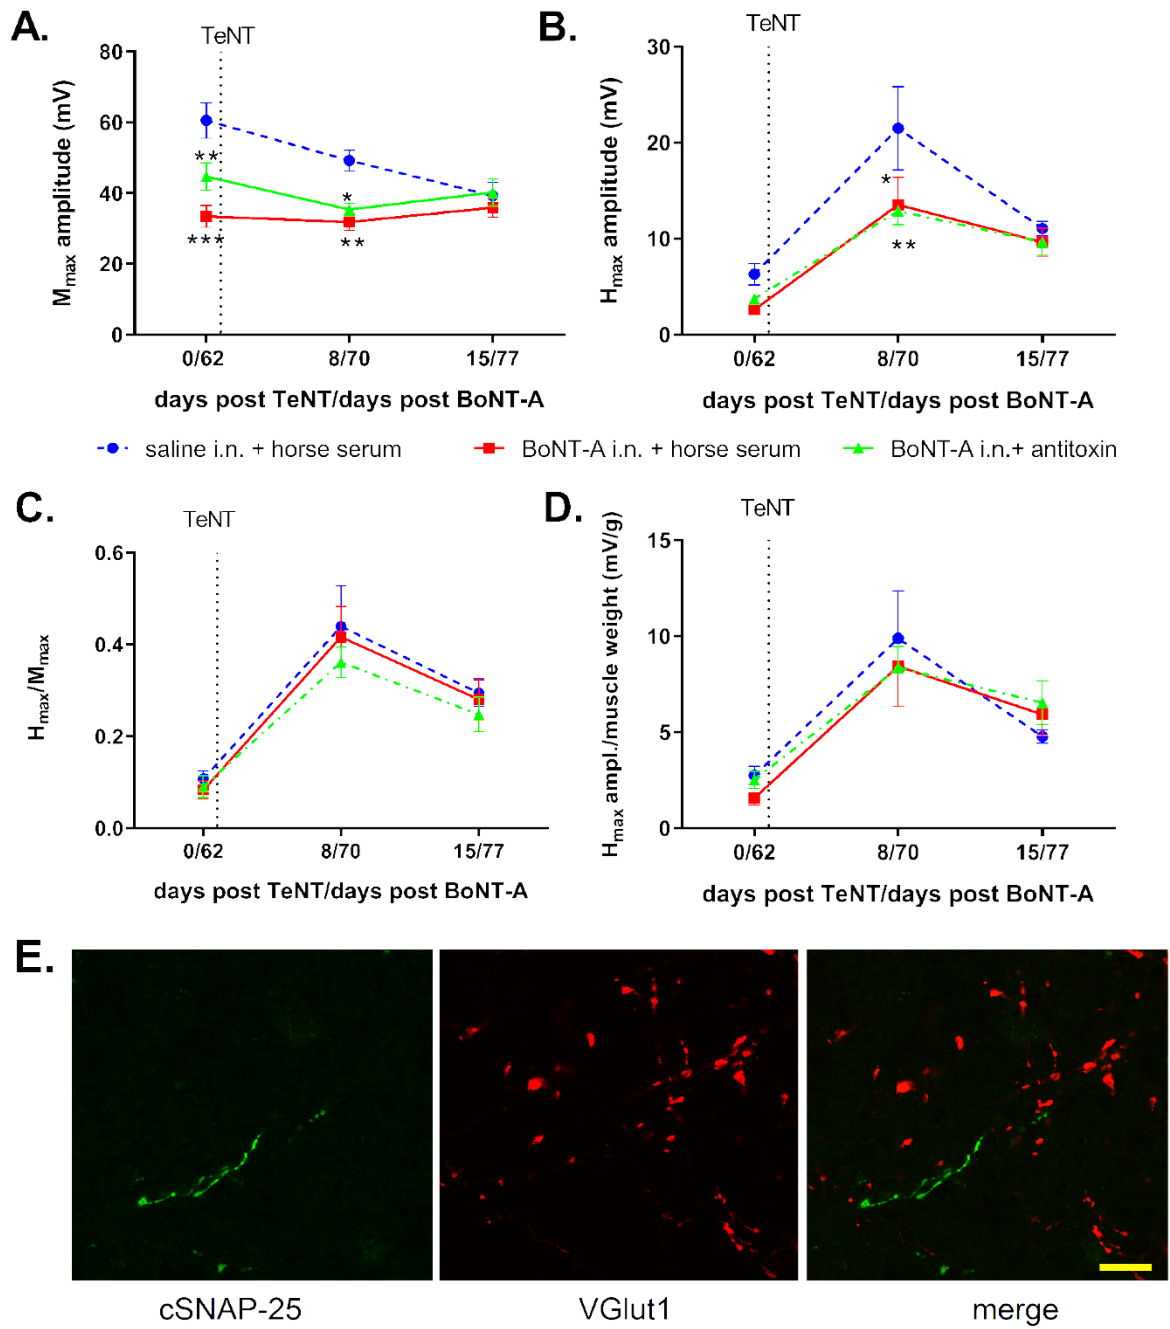 A.
TeNT
80
60
40
20
0
Mmax amplitude (mV)
**
***
*
**
0/62 8/70 15/77
days post TeNT/days post BoNT-A
B.
TeNT
30
20
10
0
Hmax amplitude (mV)
*
**
0/62 8/70 15/77
days post TeNT/days post BoNT-A
saline i.n. + horse serum BoNT-A i.n. + horse serum BoNT-A i.n.+ antitoxin
C.
TeNT
0.6
0.4
0.2
0.0
Hmax/Mmax
0/62 8/70 15/77
days post TeNT/days post BoNT-A
D.
TeNT
15
10
5
0
Hmax ampl./muscle weight (mV/g)
0/62 8/70 15/77
days post TeNT/days post BoNT-A
E.
cSNAP-25 VGlut1 merge